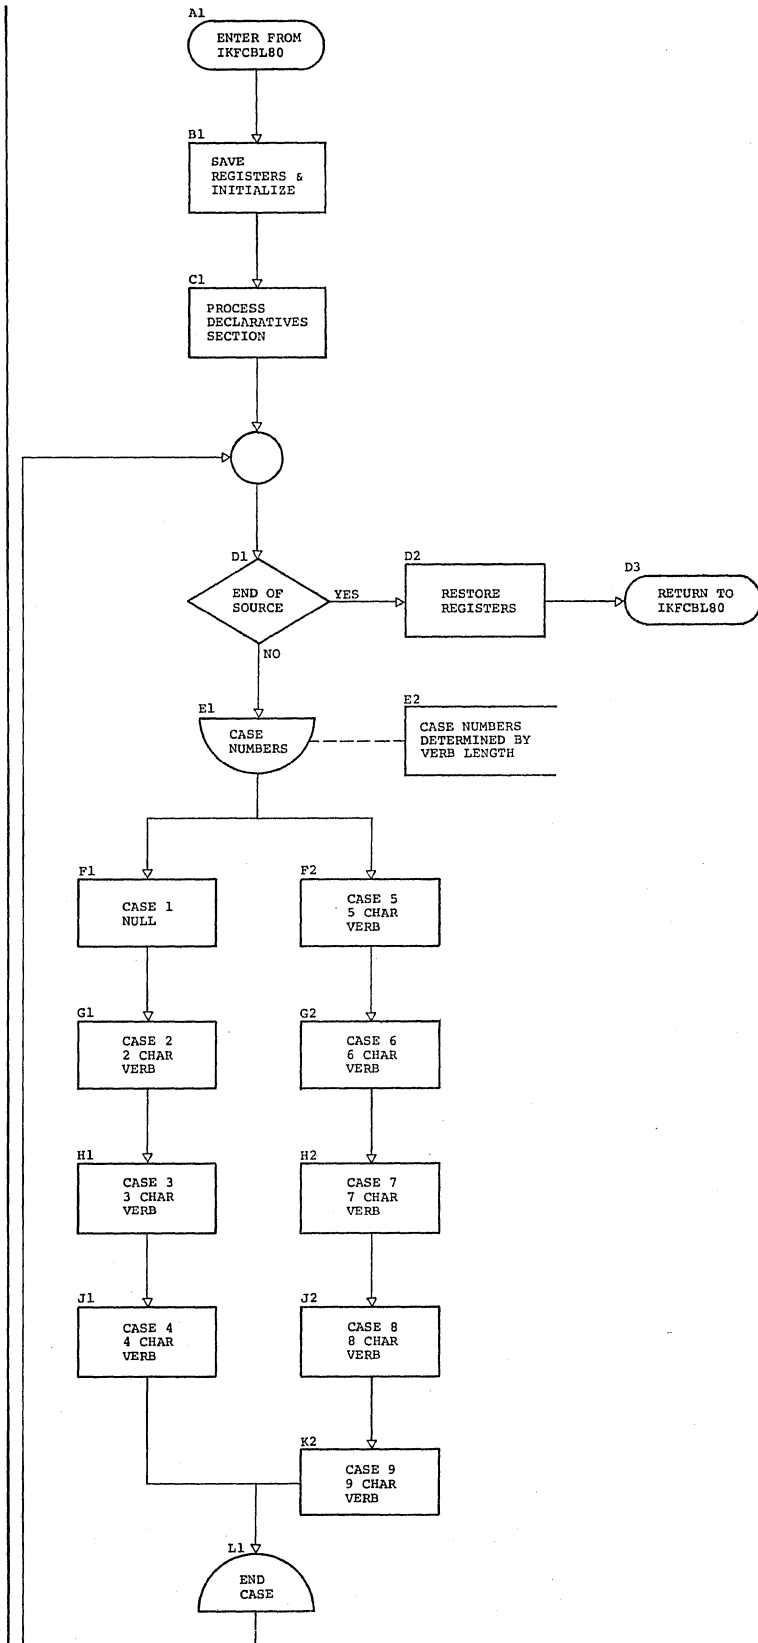 A1
ENTER FROM
IKFCBL80
B1
SAVE
REGISTERS &
INITIALIZE
C1
PROCESS
DECLARATIVES
SECTION
D1
END OF
SOURCE
YES
NO
D2
RESTORE
REGISTERS
D3
RETURN TO
IKFCBL80
E1
CASE
NUMBERS
E2
CASE NUMBERS
DETERMINED BY
VERB LENGTH
F1
CASE 1
NULL
F2
CASE 5
5 CHAR
VERB
G1
CASE 2
2 CHAR
VERB
G2
CASE 6
6 CHAR
VERB
H1
CASE 3
3 CHAR
VERB
H2
CASE 7
7 CHAR
VERB
J1
CASE 4
4 CHAR
VERB
J2
CASE 8
8 CHAR
VERB
K2
CASE 9
9 CHAR
VERB
L1
END
CASE